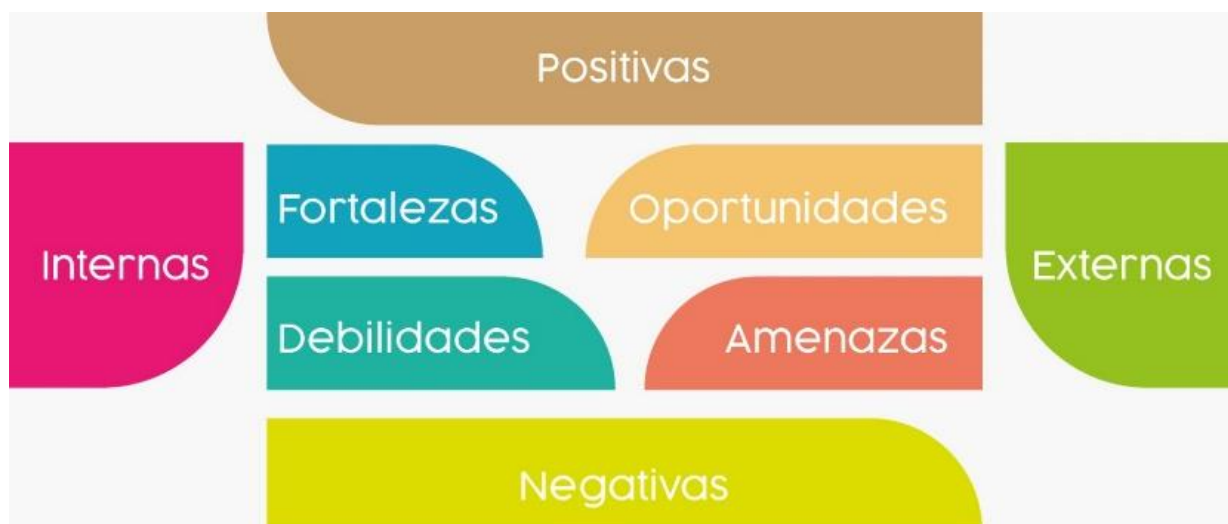 Positivas
Fortalezas
Oportunidades
Internas
Externas
Debilidades
Amenazas
Negativas